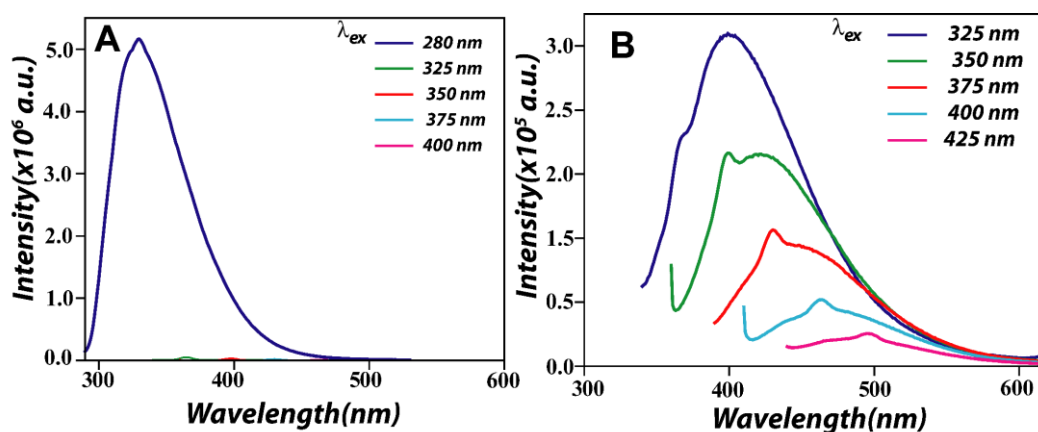 A
λex
280 nm
325 nm
350 nm
375 nm
400 nm
Intensity(x10⁶ a.u.)
5.0
4.0
3.0
2.0
1.0
0.0
300 400 500 600
Wavelength(nm)
B
λex
325 nm
350 nm
375 nm
400 nm
425 nm
Intensity(x10⁵ a.u.)
3.0
2.5
2.0
1.5
0.5
0.0
300 400 500 600
Wavelength(nm)